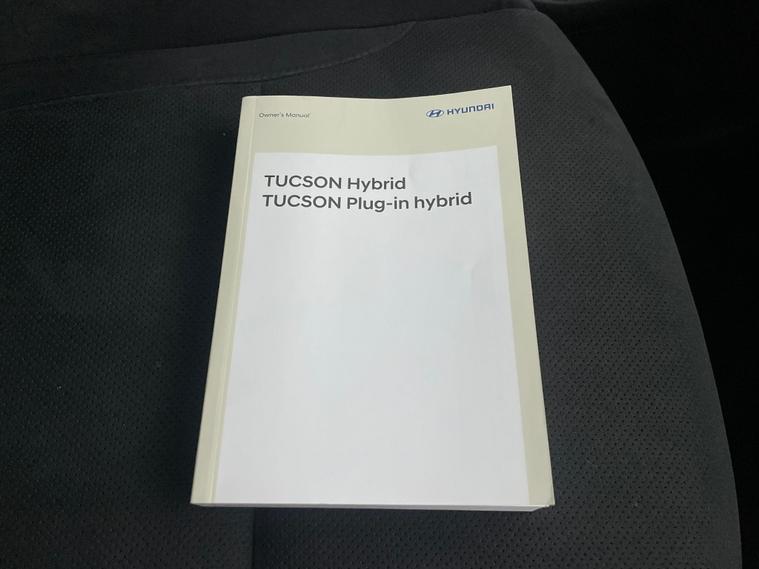 Owner's Manual
HYUNDAI
TUCSON Hybrid
TUCSON Plug-in hybrid